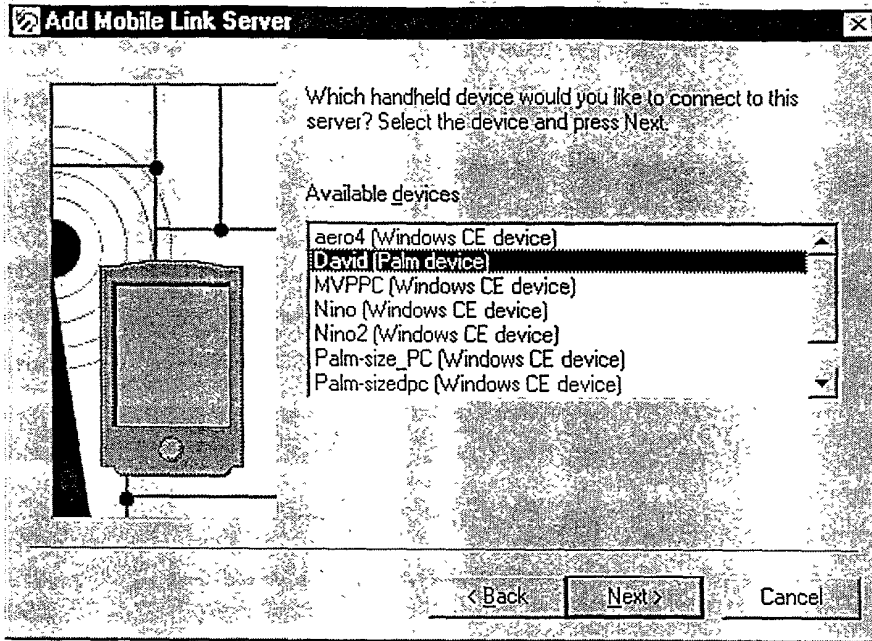 Add Mobile Link Server
Which handheld device would you like to connect to this
server? Select the device and press Next.
Available devices
aero4 (Windows CE device)
David (Palm device)
MVPPC (Windows CE device)
Nino (Windows CE device)
Nino2 (Windows CE device)
Palm-size_PC (Windows CE device)
Palm-sizedpc (Windows CE device)
< Back Next > Cancel